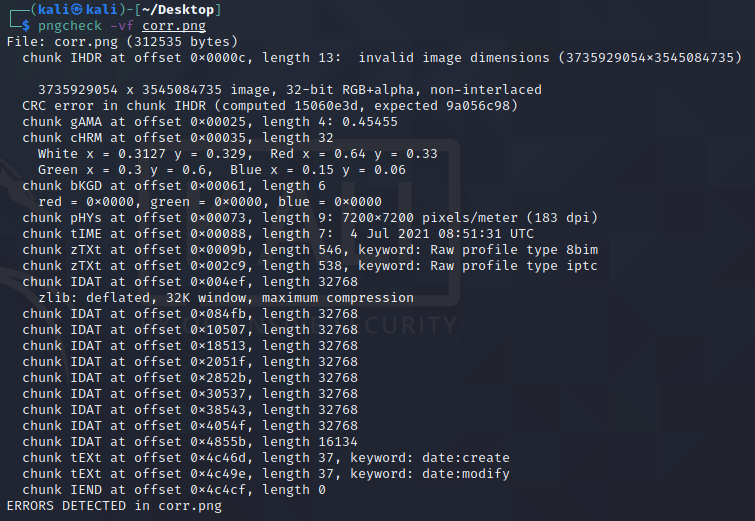 (kali㉿kali)-[~/Desktop]
$ pngcheck -vf corr.png
File: corr.png (312535 bytes)
chunk IHDR at offset 0×0000c, length 13:  invalid image dimensions (3735929054×3545084735)
3735929054 x 3545084735 image, 32-bit RGB+alpha, non-interlaced
CRC error in chunk IHDR (computed 15060e3d, expected 9a056c98)
chunk gAMA at offset 0×00025, length 4: 0.45455
chunk cHRM at offset 0×00035, length 32
White x = 0.3127 y = 0.329,  Red x = 0.64 y = 0.33
Green x = 0.3 y = 0.6,  Blue x = 0.15 y = 0.06
chunk bKGD at offset 0×00061, length 6
red = 0×0000, green = 0×0000, blue = 0×0000
chunk pHYs at offset 0×00073, length 9: 7200×7200 pixels/meter (183 dpi)
chunk tIME at offset 0×00088, length 7:  4 Jul 2021 08:51:31 UTC
chunk zTXt at offset 0×0009b, length 546, keyword: Raw profile type 8bim
chunk zTXt at offset 0×002c9, length 538, keyword: Raw profile type iptc
chunk IDAT at offset 0×004ef, length 32768
zlib: deflated, 32K window, maximum compression
chunk IDAT at offset 0×084fb, length 32768
chunk IDAT at offset 0×10507, length 32768
chunk IDAT at offset 0×18513, length 32768
chunk IDAT at offset 0×2051f, length 32768
chunk IDAT at offset 0×2852b, length 32768
chunk IDAT at offset 0×30537, length 32768
chunk IDAT at offset 0×38543, length 32768
chunk IDAT at offset 0×4054f, length 32768
chunk IDAT at offset 0×4855b, length 16134
chunk tEXt at offset 0×4c46d, length 37, keyword: date:create
chunk tEXt at offset 0×4c49e, length 37, keyword: date:modify
chunk IEND at offset 0×4c4cf, length 0
ERRORS DETECTED in corr.png